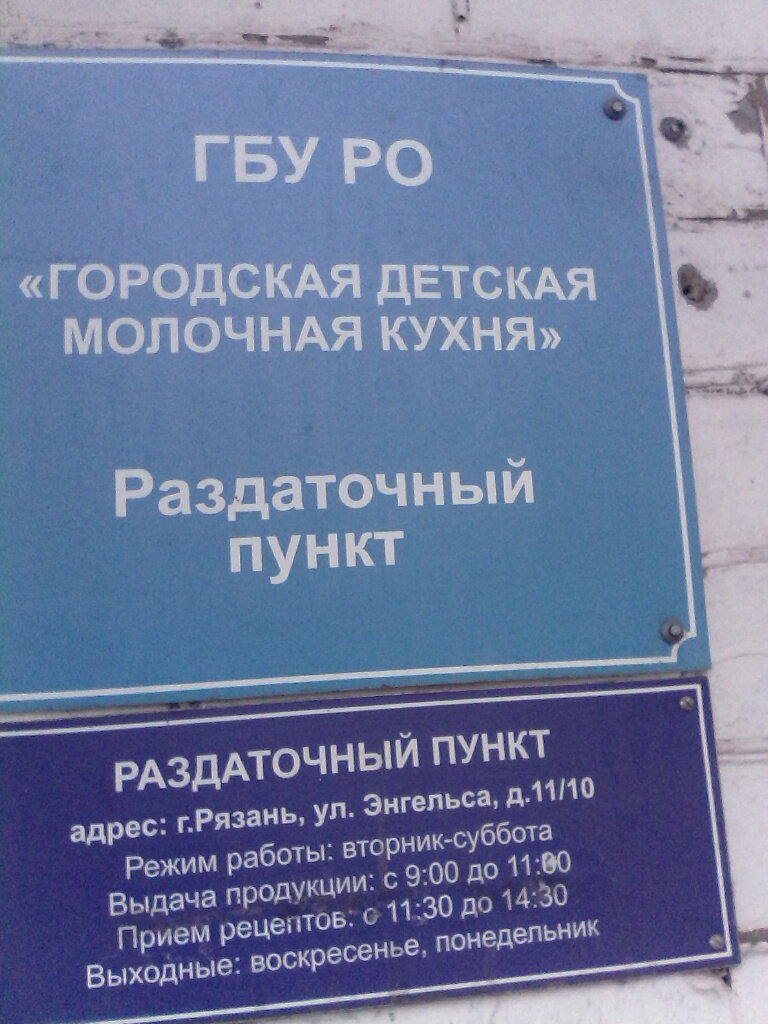 ГБУ РО
«ГОРОДСКАЯ ДЕТСКАЯ
МОЛОЧНАЯ КУХНЯ»
Раздаточный
пункт
РАЗДАТОЧНЫЙ ПУНКТ
адрес: г.Рязань, ул. Энгельса, д.11/10
Режим работы: вторник-суббота
Выдача продукции: с 9:00 до 11:00
Прием рецептов: с 11:30 до 14:30
Выходные: воскресенье, понедельник